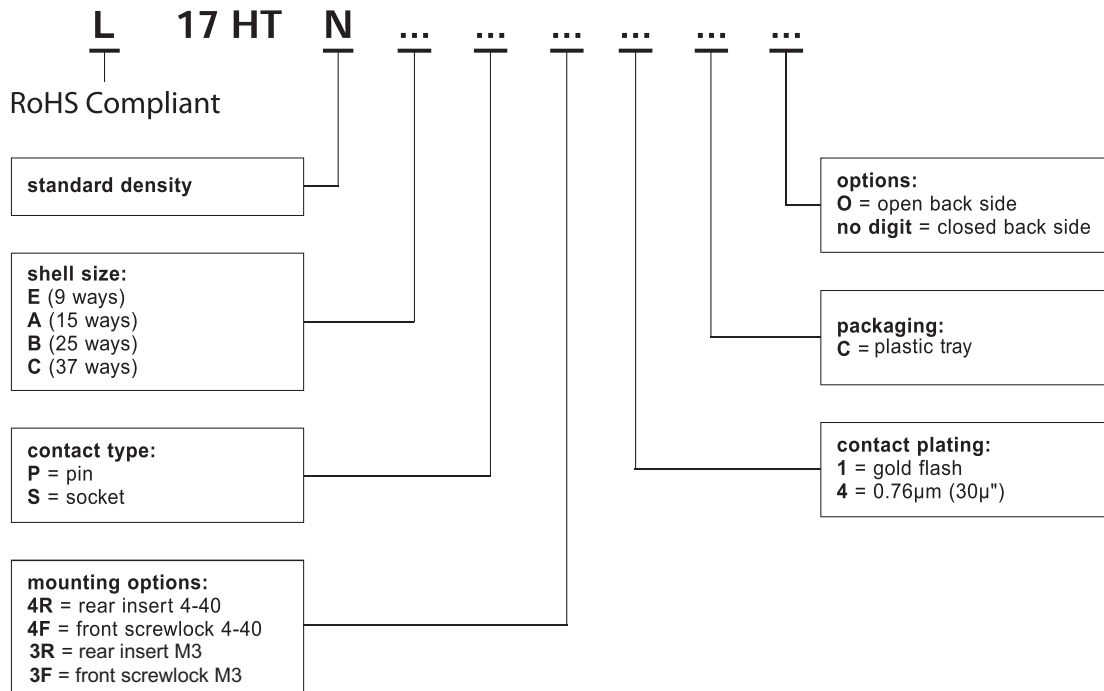 L 17 HT N ... ... ... ... ... ...
RoHS Compliant
standard density
shell size:
E (9 ways)
A (15 ways)
B (25 ways)
C (37 ways)
contact type:
P = pin
S = socket
mounting options:
4R = rear insert 4-40
4F = front screwlock 4-40
3R = rear insert M3
3F = front screwlock M3
options:
O = open back side
no digit = closed back side
packaging:
C = plastic tray
contact plating:
1 = gold flash
4 = 0.76µm (30µ")